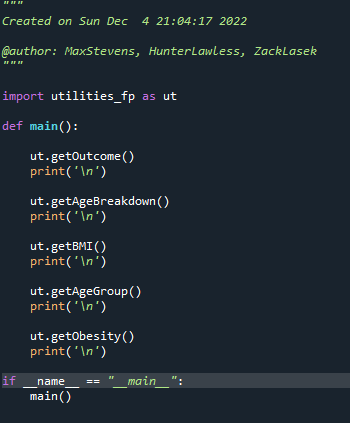 """
Created on Sun Dec  4 21:04:17 2022

@author: MaxStevens, HunterLawless, ZackLasek
"""

import utilities_fp as ut

def main():

    ut.getOutcome()
    print('\n')

    ut.getAgeBreakdown()
    print('\n')

    ut.getBMI()
    print('\n')

    ut.getAgeGroup()
    print('\n')

    ut.getObesity()
    print('\n')

if __name__ == "__main__":
    main()